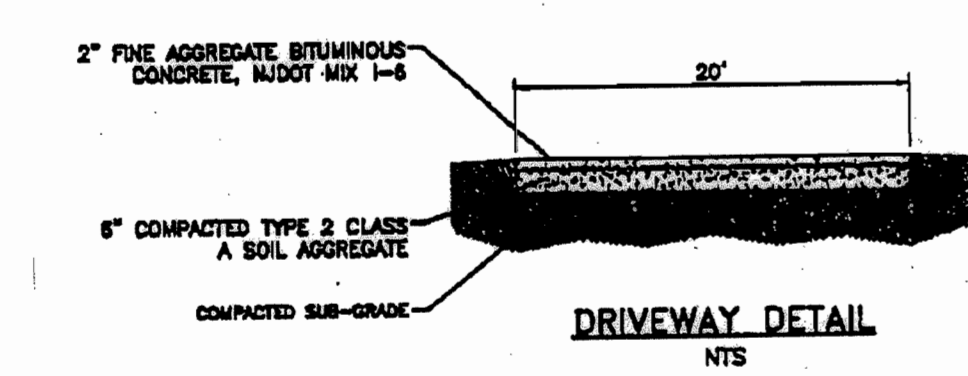 2" FINE AGGREGATE BITUMINOUS
CONCRETE, NJDOT MIX I-5
20'
6" COMPACTED TYPE 2 CLASS
A SOIL AGGREGATE
COMPACTED SUB-GRADE
DRIVEWAY DETAIL
NTS